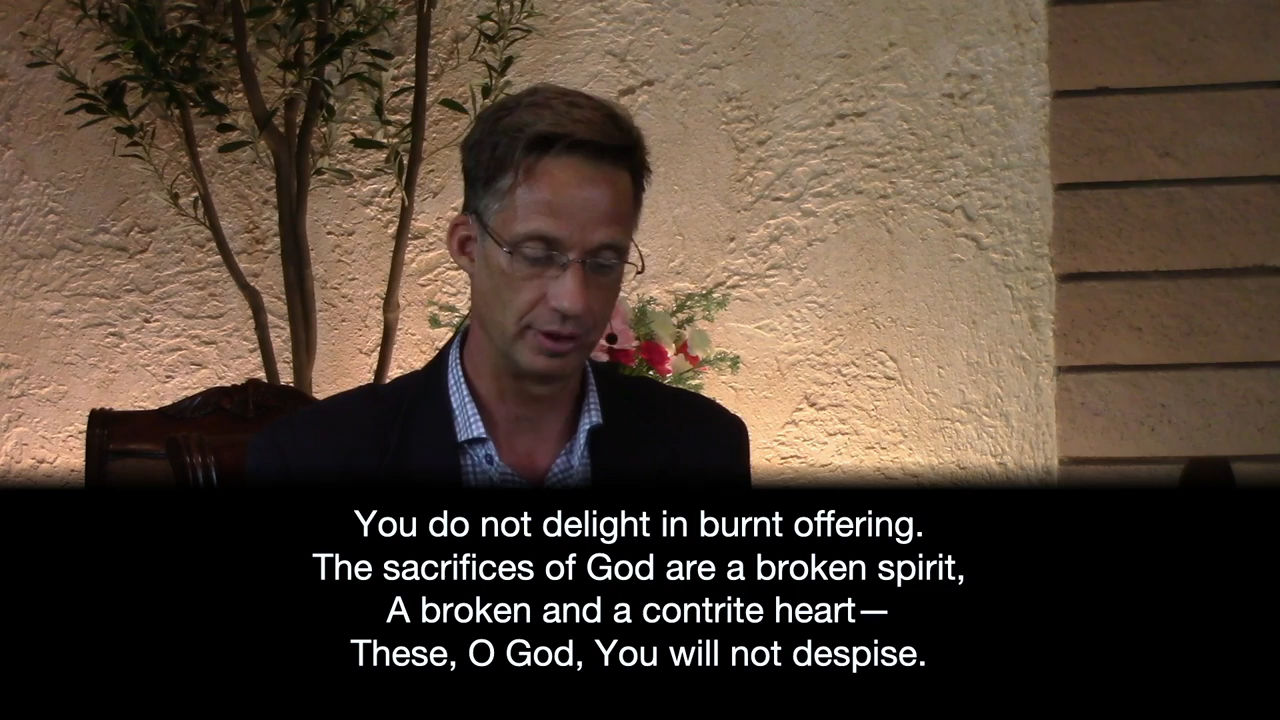 You do not delight in burnt offering.
The sacrifices of God are a broken spirit,
A broken and a contrite heart—
These, O God, You will not despise.